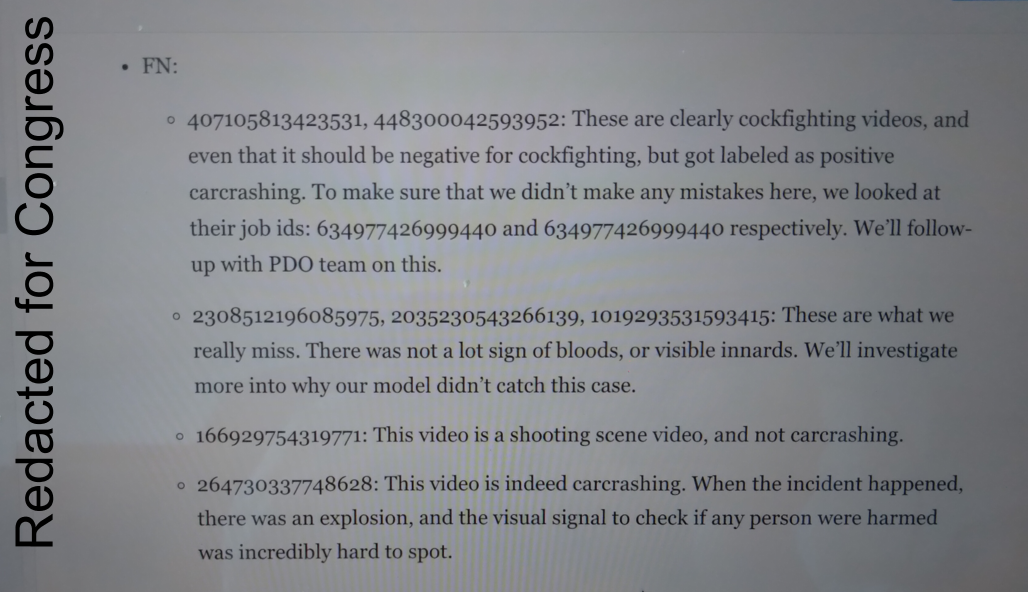 Redacted for Congress
• FN:
◦ 407105813423531, 448300042593952: These are clearly cockfighting videos, and
even that it should be negative for cockfighting, but got labeled as positive
carcrashing. To make sure that we didn't make any mistakes here, we looked at
their job ids: 634977426999440 and 634977426999440 respectively. We'll follow-
up with PDO team on this.
◦ 2308512196085975, 2035230543266139, 1019293531593415: These are what we
really miss. There was not a lot sign of bloods, or visible innards. We'll investigate
more into why our model didn't catch this case.
◦ 166929754319771: This video is a shooting scene video, and not carcrashing.
◦ 264730337748628: This video is indeed carcrashing. When the incident happened,
there was an explosion, and the visual signal to check if any person were harmed
was incredibly hard to spot.